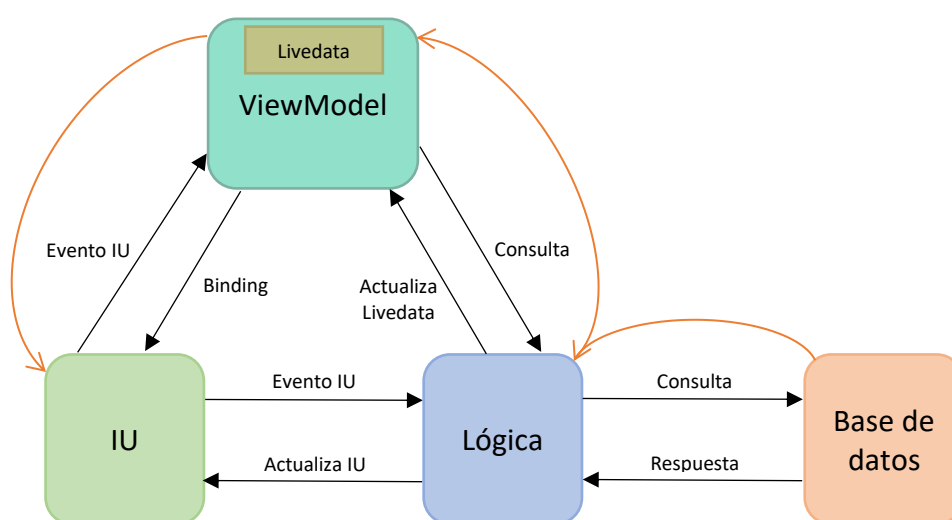 Livedata
ViewModel
Evento IU
Binding
Actualiza
Livedata
Consulta
IU
Evento IU
Actualiza IU
Lógica
Consulta
Respuesta
Base de
datos